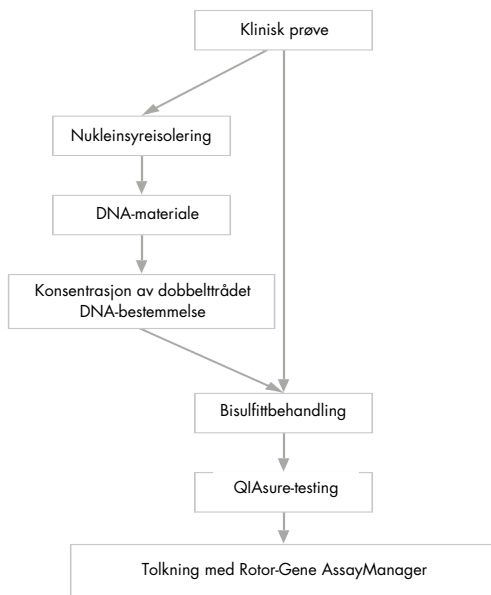 Klinisk prøve
Nukleinsyreisolering
DNA-materiale
Konsentrasjon av dobbelttrådet
DNA-bestemmelse
Bisulfittbehandling
QIAsure-testing
Tolkning med Rotor-Gene AssayManager